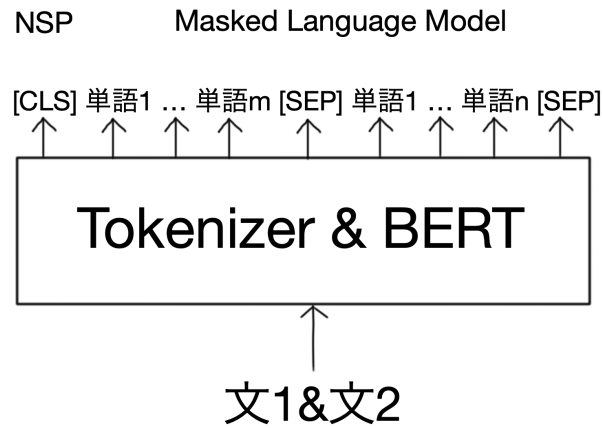 NSP Masked Language Model
[CLS] 単語1 … 単語m [SEP] 単語1 … 単語n [SEP]
Tokenizer & BERT
文1&文2